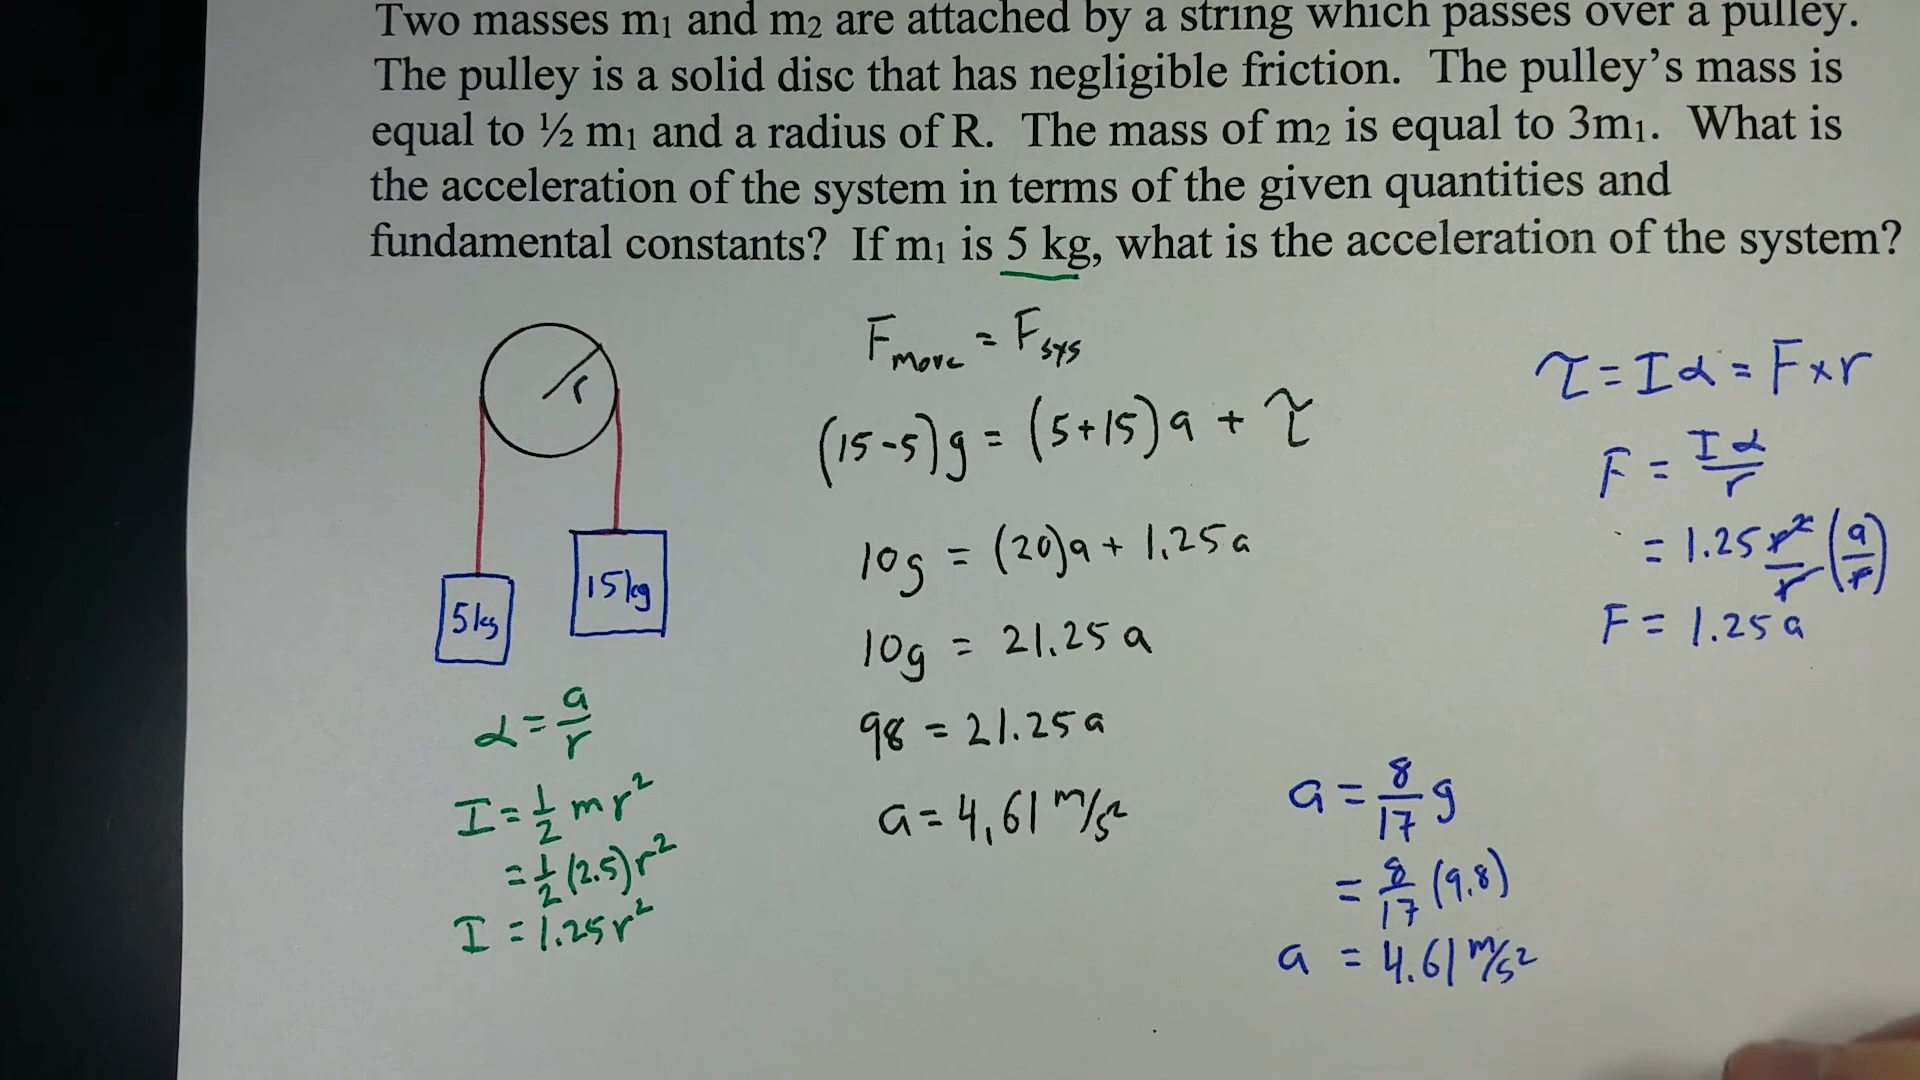 Two masses m₁ and m₂ are attached by a string which passes over a pulley.
The pulley is a solid disc that has negligible friction. The pulley’s mass is
equal to ½ m₁ and a radius of R. The mass of m₂ is equal to 3m₁. What is
the acceleration of the system in terms of the given quantities and
fundamental constants? If m₁ is 5 kg, what is the acceleration of the system?
r
5kg
15kg
α = a/r
I = 1/2 mr²
= 1/2 (2.5)r²
I = 1.25r²
Fmove = Fsys
(15-5)g = (5+15)a + τ
10g = (20)a + 1.25a
10g = 21.25a
98 = 21.25a
a = 4.61 m/s²
τ = Iα = F×r
F = Iα/r
= 1.25 r²/r (a/r)
F = 1.25a
a = 8/17 g
= 8/17 (9.8)
a = 4.61 m/s²